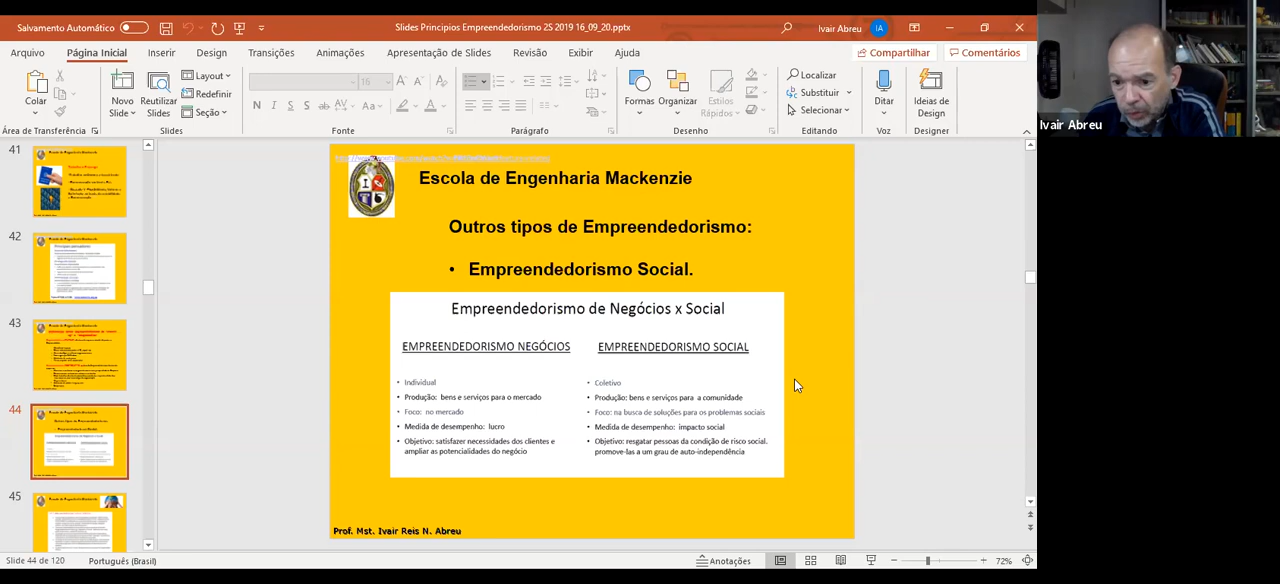 Salvamento Automático
Slides Principios Empreendedorismo 2S 2019 16_09_20.pptx
Ivair Abreu
IA
Arquivo
Página Inicial
Inserir
Design
Transições
Animações
Apresentação de Slides
Revisão
Exibir
Ajuda
Compartilhar
Comentários
Colar
Novo
Slide
Reutilizar
Slides
Layout
Redefinir
Seção
16
Formas
Organizar
Estilos
Rápidos
Localizar
Substituir
Selecionar
Ditar
Ideias de
Design
Área de Transferência
Slides
Fonte
Parágrafo
Desenho
Editando
Voz
Designer
Ivair Abreu
41
42
43
44
45
Escola de Engenharia Mackenzie
Outros tipos de Empreendedorismo:
• Empreendedorismo Social.
Empreendedorismo de Negócios x Social
EMPREENDEDORISMO NEGÓCIOS
• Individual
• Produção: bens e serviços para o mercado
• Foco: no mercado
• Medida de desempenho: lucro
• Objetivo: satisfazer necessidades dos clientes e
ampliar as potencialidades do negócio
EMPREENDEDORISMO SOCIAL
• Coletivo
• Produção: bens e serviços para a comunidade
• Foco: na busca de soluções para os problemas sociais
• Medida de desempenho: impacto social
• Objetivo: resgatar pessoas da condição de risco social.
promove-las a um grau de auto-independência
Prof. Mst. Ivair Reis N. Abreu
Slide 44 de 120
Português (Brasil)
Anotações
72%